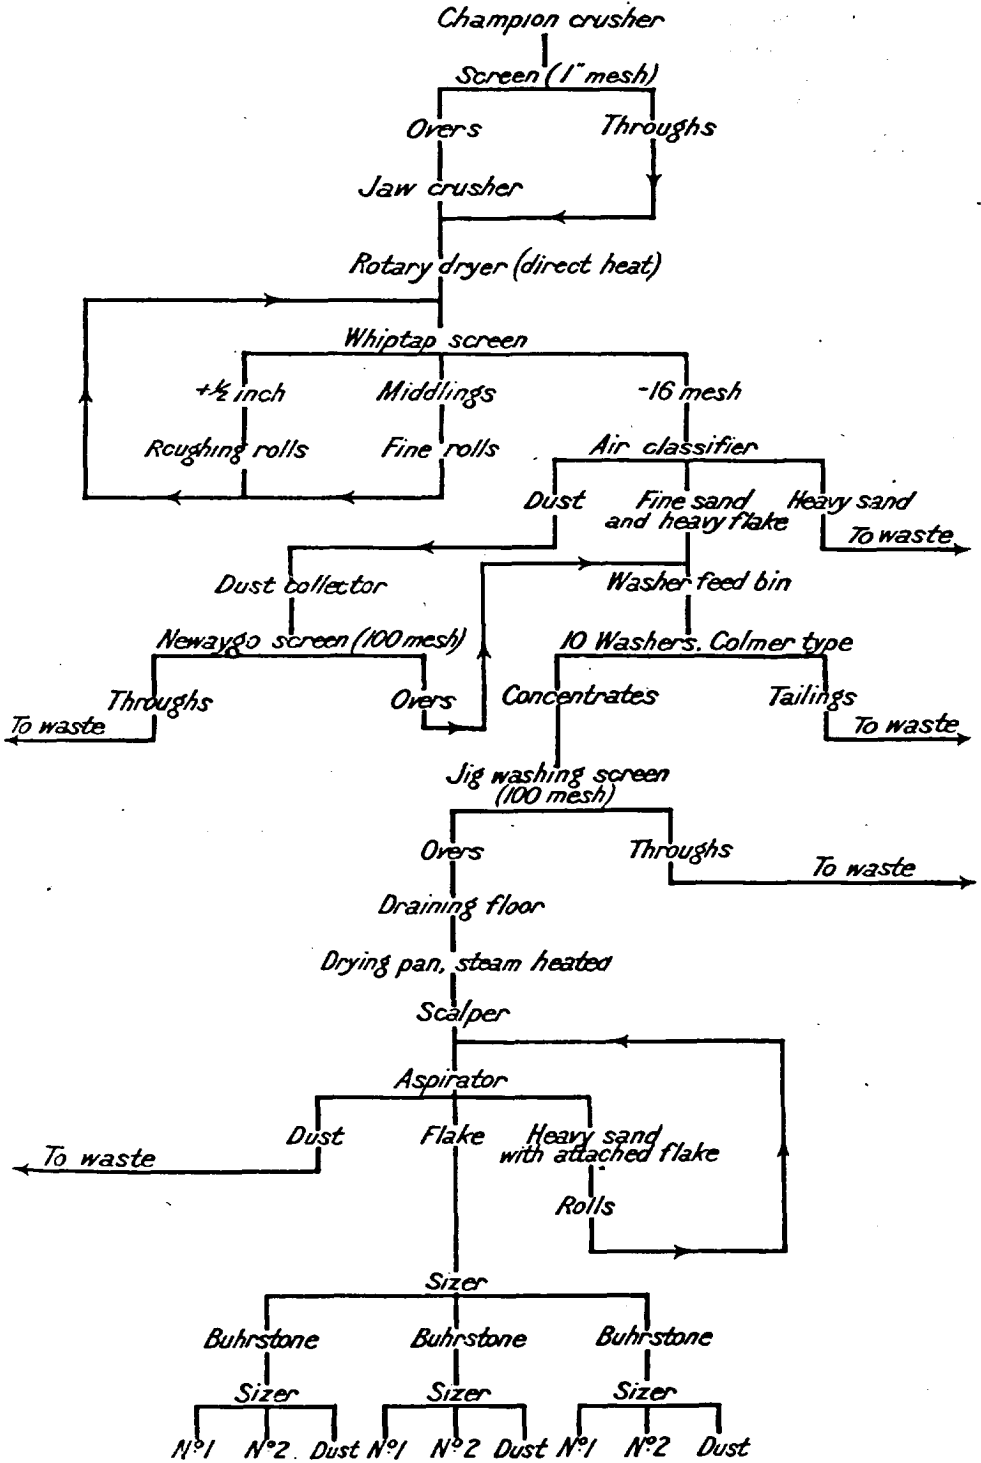 Champion crusher
Screen (1" mesh)
Overs
Throughs
Jaw crusher
Rotary dryer (direct heat)
Whiptap screen
+½ inch
Middlings
-16 mesh
Roughing rolls
Fine rolls
Air classifier
Dust
Fine sand
and heavy flake
Heavy sand
To waste
Dust collector
Washer feed bin
Newaygo screen (100 mesh)
10 Washers. Colmer type
Throughs
Overs
Concentrates
Tailings
To waste
To waste
Jig washing screen
(100 mesh)
Overs
Throughs
To waste
Draining floor
Drying pan, steam heated
Scalper
Aspirator
Dust
Flake
Heavy sand
with attached flake
To waste
Rolls
Sizer
Buhrstone
Buhrstone
Buhrstone
Sizer
Sizer
Sizer
Nº1 Nº2. Dust Nº1 Nº2 Dust Nº1 Nº2 Dust